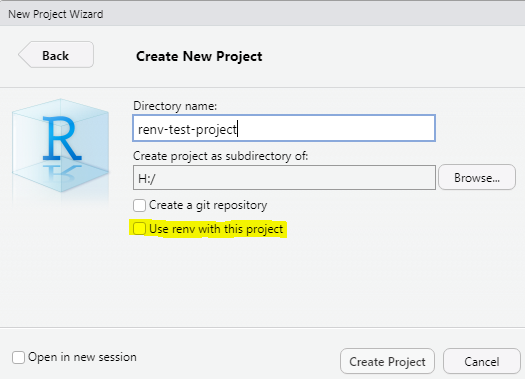 New Project Wizard
Back
Create New Project
R
Directory name:
renv-test-project
Create project as subdirectory of:
H:/
Browse...
Create a git repository
Use renv with this project
Open in new session
Create Project
Cancel